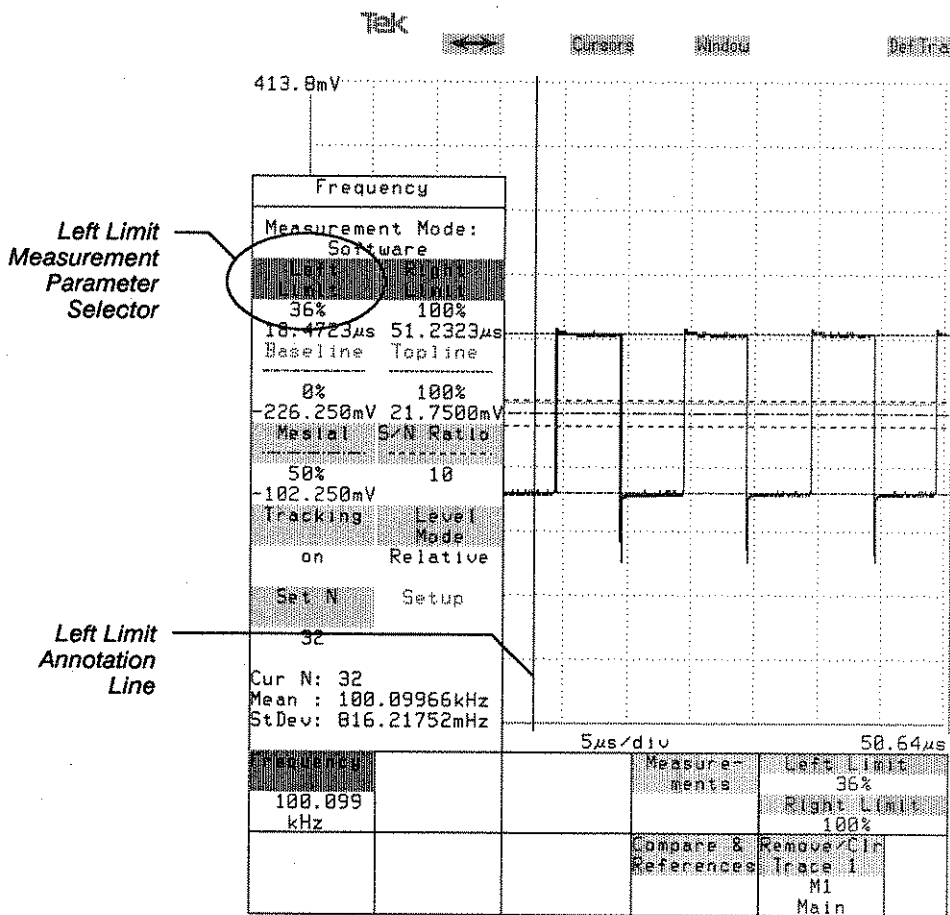 Tek
Cursors Window DefTra
413.8mV
Frequency
Measurement Mode:
Software
Left Limit Right Limit
36% 100%
18.4723µs 51.2323µs
Baseline Topline
0% 100%
-226.250mV 21.7500mV
Mesial S/N Ratio
50% 10
-102.250mV
Tracking Level Mode
on Relative
Set N Setup
32
Cur N: 32
Mean : 100.09966kHz
StDev: 816.21752mHz
Left Limit
Measurement
Parameter
Selector
Left Limit
Annotation
Line
5µs/div 50.64µs
Frequency
100.099
kHz
Measure-
ments
Left Limit
36%
Right Limit
100%
Compare &
References
Remove/Clr
Trace 1
M1
Main